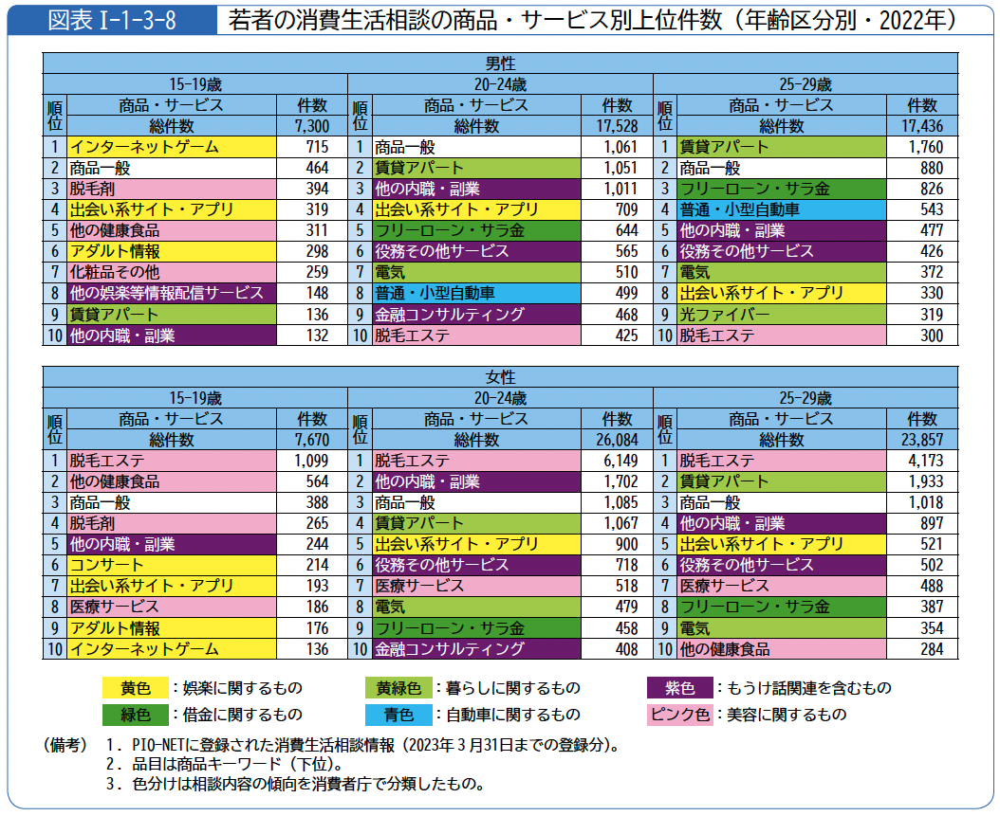 図表Ⅰ-1-3-8 若者の消費生活相談の商品・サービス別上位件数（年齢区分別・2022年）
男性
15-19歳 20-24歳 25-29歳
順位 商品・サービス 件数 順位 商品・サービス 件数 順位 商品・サービス 件数
総件数 7,300 総件数 17,528 総件数 17,436
1 インターネットゲーム 715 1 商品一般 1,061 1 賃貸アパート 1,760
2 商品一般 464 2 賃貸アパート 1,051 2 商品一般 880
3 脱毛剤 394 3 他の内職・副業 1,011 3 フリーローン・サラ金 826
4 出会い系サイト・アプリ 319 4 出会い系サイト・アプリ 709 4 普通・小型自動車 543
5 他の健康食品 311 5 フリーローン・サラ金 644 5 他の内職・副業 477
6 アダルト情報 298 6 役務その他サービス 565 6 役務その他サービス 426
7 化粧品その他 259 7 電気 510 7 電気 372
8 他の娯楽等情報配信サービス 148 8 普通・小型自動車 499 8 出会い系サイト・アプリ 330
9 賃貸アパート 136 9 金融コンサルティング 468 9 光ファイバー 319
10 他の内職・副業 132 10 脱毛エステ 425 10 脱毛エステ 300
女性
15-19歳 20-24歳 25-29歳
順位 商品・サービス 件数 順位 商品・サービス 件数 順位 商品・サービス 件数
総件数 7,670 総件数 26,084 総件数 23,857
1 脱毛エステ 1,099 1 脱毛エステ 6,149 1 脱毛エステ 4,173
2 他の健康食品 564 2 他の内職・副業 1,702 2 賃貸アパート 1,933
3 商品一般 388 3 商品一般 1,085 3 商品一般 1,018
4 脱毛剤 265 4 賃貸アパート 1,067 4 他の内職・副業 897
5 他の内職・副業 244 5 出会い系サイト・アプリ 900 5 出会い系サイト・アプリ 521
6 コンサート 214 6 役務その他サービス 718 6 役務その他サービス 502
7 出会い系サイト・アプリ 193 7 医療サービス 518 7 医療サービス 488
8 医療サービス 186 8 電気 479 8 フリーローン・サラ金 387
9 アダルト情報 176 9 フリーローン・サラ金 458 9 電気 354
10 インターネットゲーム 136 10 金融コンサルティング 408 10 他の健康食品 284
黄色：娯楽に関するもの 黄緑色：暮らしに関するもの 紫色：もうけ話関連を含むもの
緑色：借金に関するもの 青色：自動車に関するもの ピンク色：美容に関するもの
（備考） 1．PIO-NETに登録された消費生活相談情報（2023年3月31日までの登録分）。
2．品目は商品キーワード（下位）。
3．色分けは相談内容の傾向を消費者庁で分類したもの。